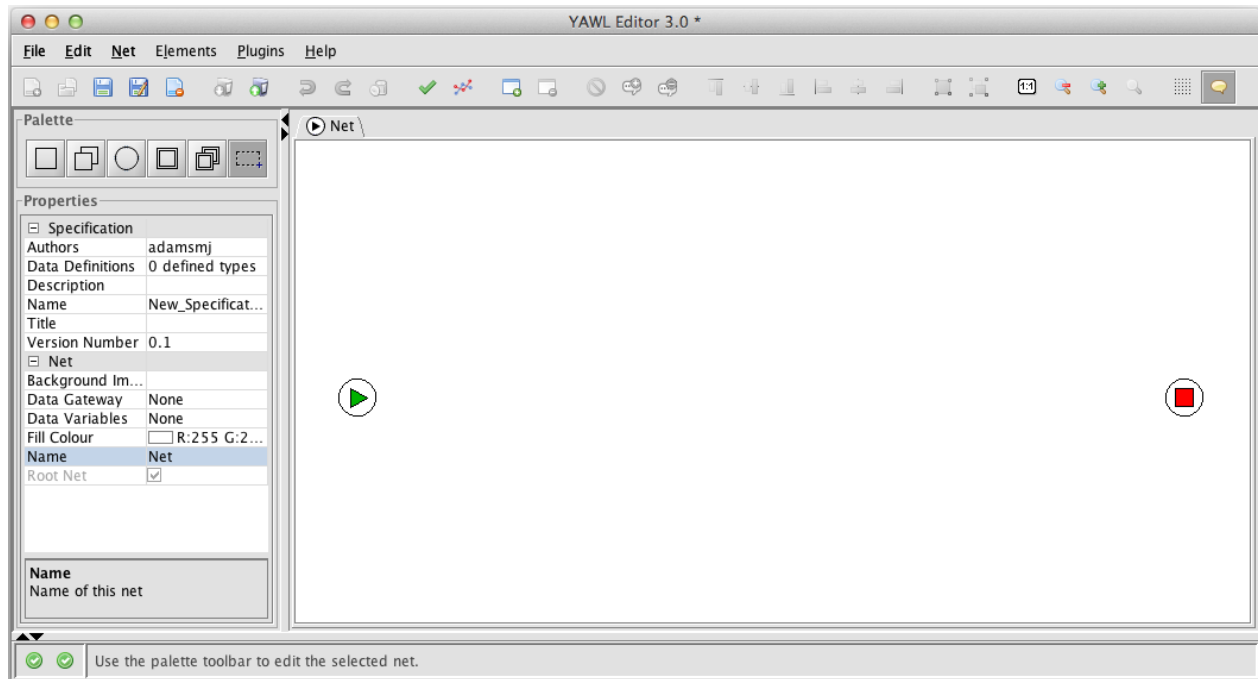 YAWL Editor 3.0 *
File Edit Net Elements Plugins Help
1:1
Palette
Net
Properties
Specification
Authors adamsmj
Data Definitions 0 defined types
Description
Name New_Specificat...
Title
Version Number 0.1
Net
Background Im...
Data Gateway None
Data Variables None
Fill Colour R:255 G:2...
Name Net
Root Net
Name
Name of this net
Use the palette toolbar to edit the selected net.